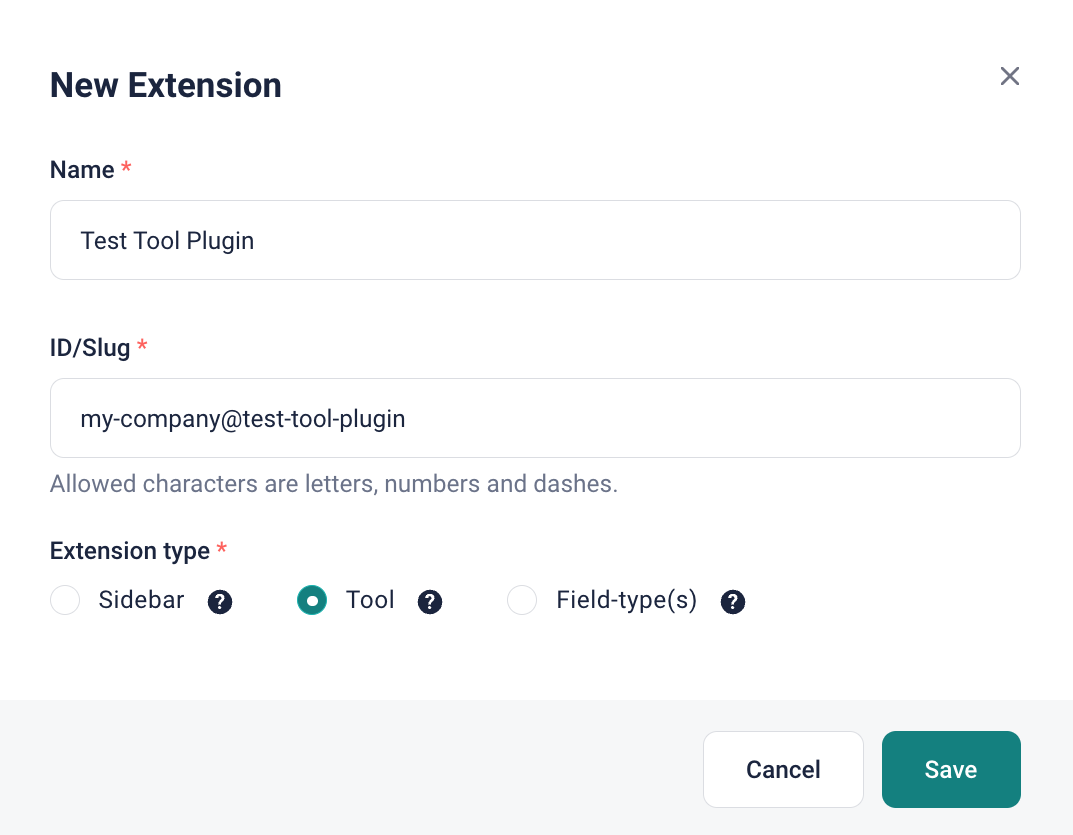 New Extension
Name *
Test Tool Plugin
ID/Slug *
my-company@test-tool-plugin
Allowed characters are letters, numbers and dashes.
Extension type *
Sidebar ? Tool ? Field-type(s) ?
Cancel Save